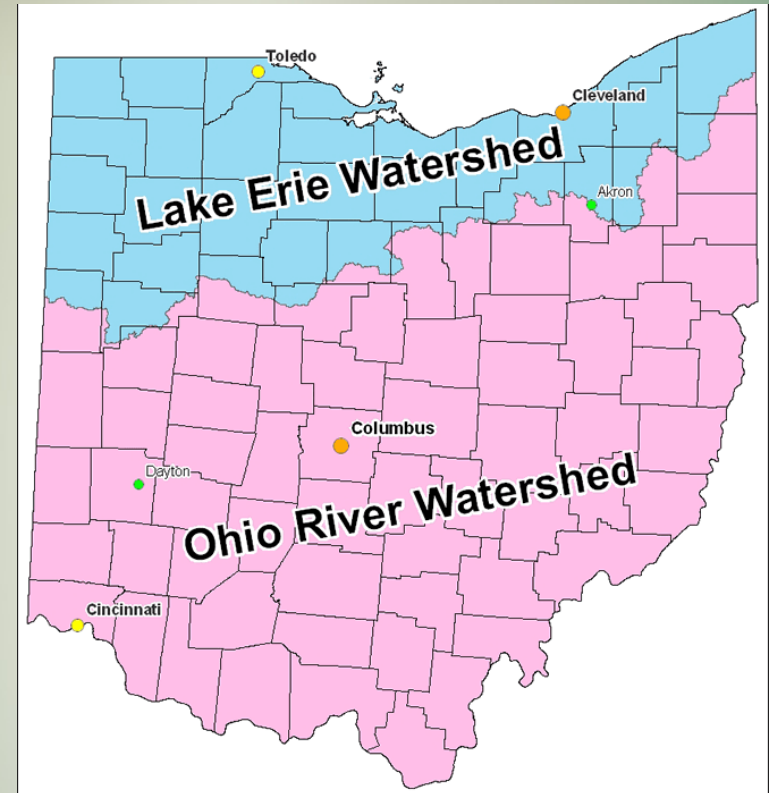 Toledo
Cleveland
Lake Erie Watershed
Akron
Columbus
Dayton
Ohio River Watershed
Cincinnati